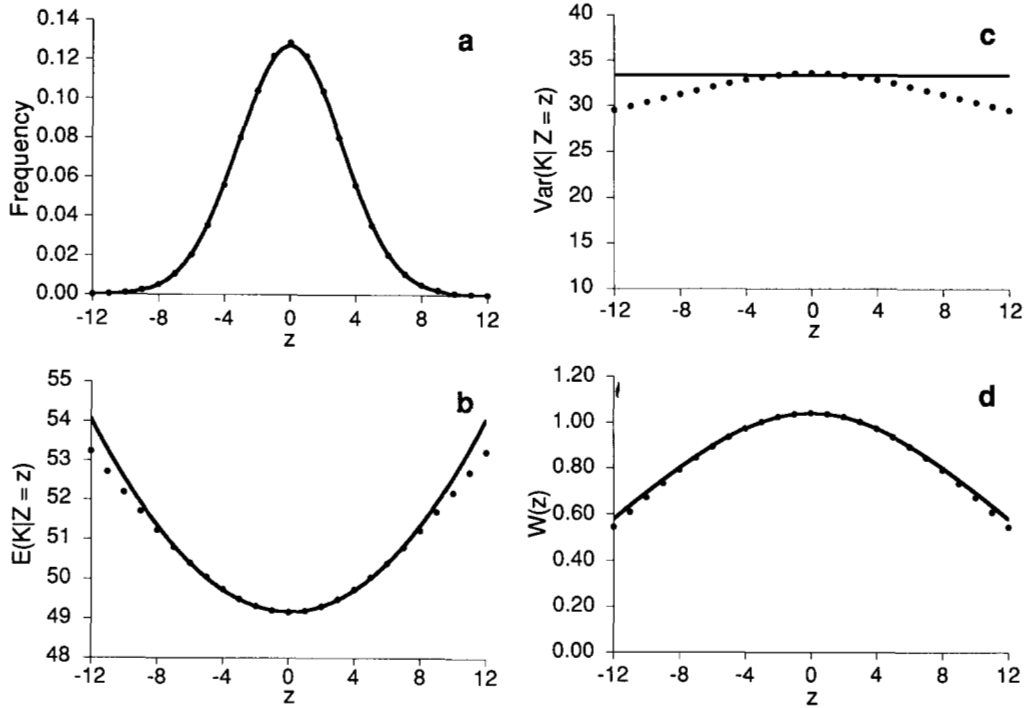 a
Frequency
0.14
0.12
0.10
0.08
0.06
0.04
0.02
0.00
-12 -8 -4 0 4 8 12
z
c
Var(K| Z = z)
40
35
30
25
20
15
10
-12 -8 -4 0 4 8 12
z
b
E(K|Z = z)
55
54
53
52
51
50
49
48
-12 -8 -4 0 4 8 12
z
d
W(z)
1.20
1.00
0.80
0.60
0.40
0.20
0.00
-12 -8 -4 0 4 8 12
z